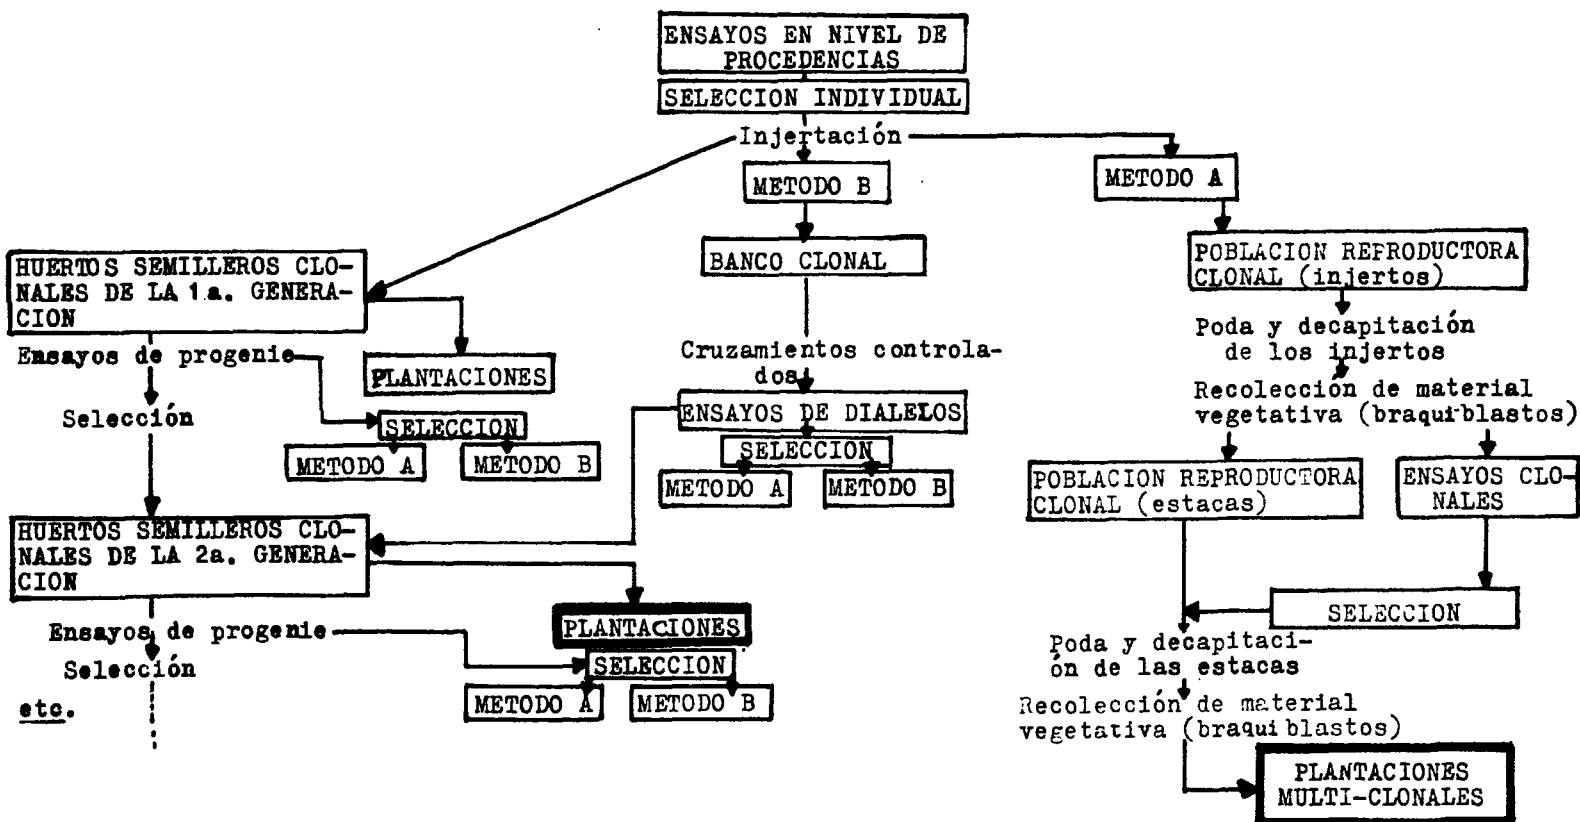 ENSAYOS EN NIVEL DE
PROCEDENCIAS
SELECCION INDIVIDUAL
Injertación
METODO B
METODO A
BANCO CLONAL
POBLACION REPRODUCTORA
CLONAL (injertos)
HUERTOS SEMILLEROS CLO-
NALES DE LA 1a. GENERA-
CION
Poda y decapitación
de los injertos
Ensayos de progenie
PLANTACIONES
Cruzamientos controla-
dos
Recolección de material
vegetativa (braquiblastos)
Selección
SELECCION
METODO A
METODO B
ENSAYOS DE DIALELOS
SELECCION
METODO A
METODO B
POBLACION REPRODUCTORA
CLONAL (estacas)
ENSAYOS CLO-
NALES
HUERTOS SEMILLEROS CLO-
NALES DE LA 2a. GENERA-
CION
SELECCION
Ensayos de progenie
PLANTACIONES
Selección
SELECCION
METODO A
METODO B
etc.
Poda y decapitaci-
ón de las estacas
Recolección de material
vegetativa (braquiblastos)
PLANTACIONES
MULTI-CLONALES